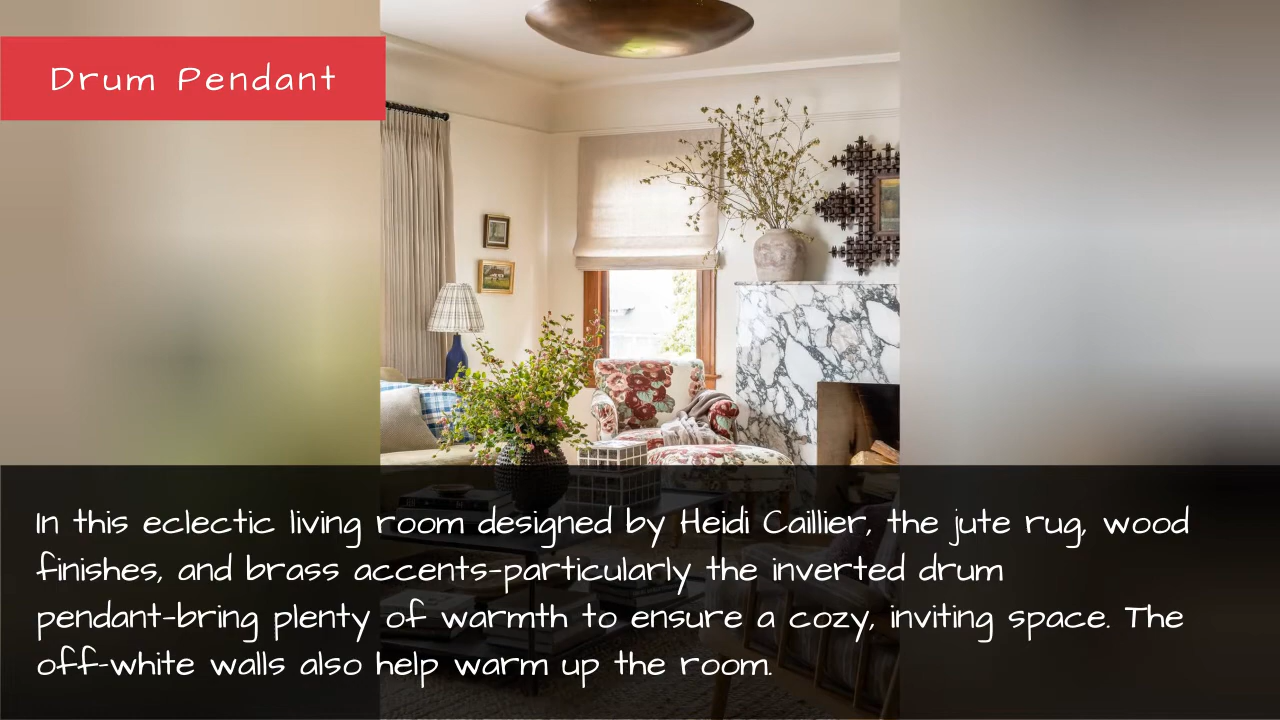 Drum Pendant
In this eclectic living room designed by Heidi Caillier, the jute rug, wood
finishes, and brass accents-particularly the inverted drum
pendant-bring plenty of warmth to ensure a cozy, inviting space. The
off-white walls also help warm up the room.